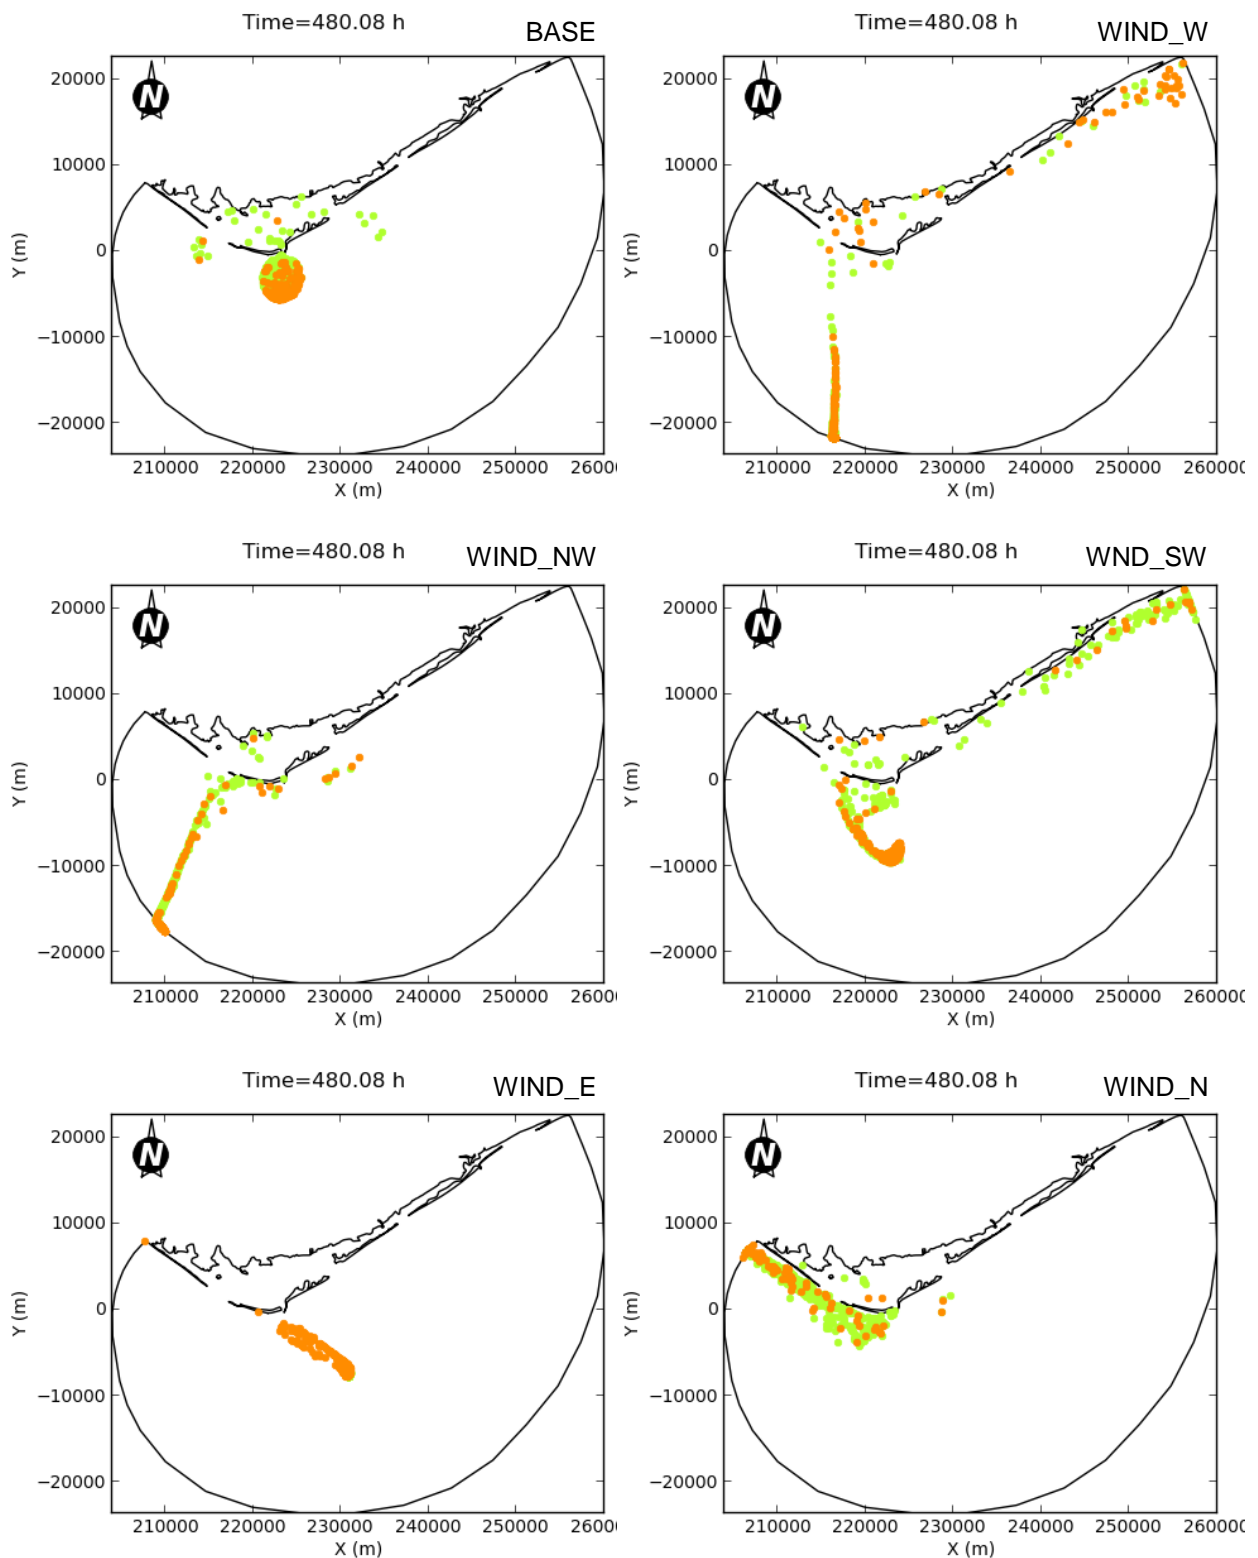 Time=480.08 h BASE
N
20000
10000
0
−10000
−20000
Y (m)
210000 220000 230000 240000 250000 2600
X (m)
Time=480.08 h WIND_W
N
20000
10000
0
−10000
−20000
Y (m)
210000 220000 230000 240000 250000 260000
X (m)
Time=480.08 h WIND_NW
N
20000
10000
0
−10000
−20000
Y (m)
210000 220000 230000 240000 250000 2600
X (m)
Time=480.08 h WND_SW
N
20000
10000
0
−10000
−20000
Y (m)
210000 220000 230000 240000 250000 260000
X (m)
Time=480.08 h WIND_E
N
20000
10000
0
−10000
−20000
Y (m)
210000 220000 230000 240000 250000 2600
X (m)
Time=480.08 h WIND_N
N
20000
10000
0
−10000
−20000
Y (m)
210000 220000 230000 240000 250000 260000
X (m)